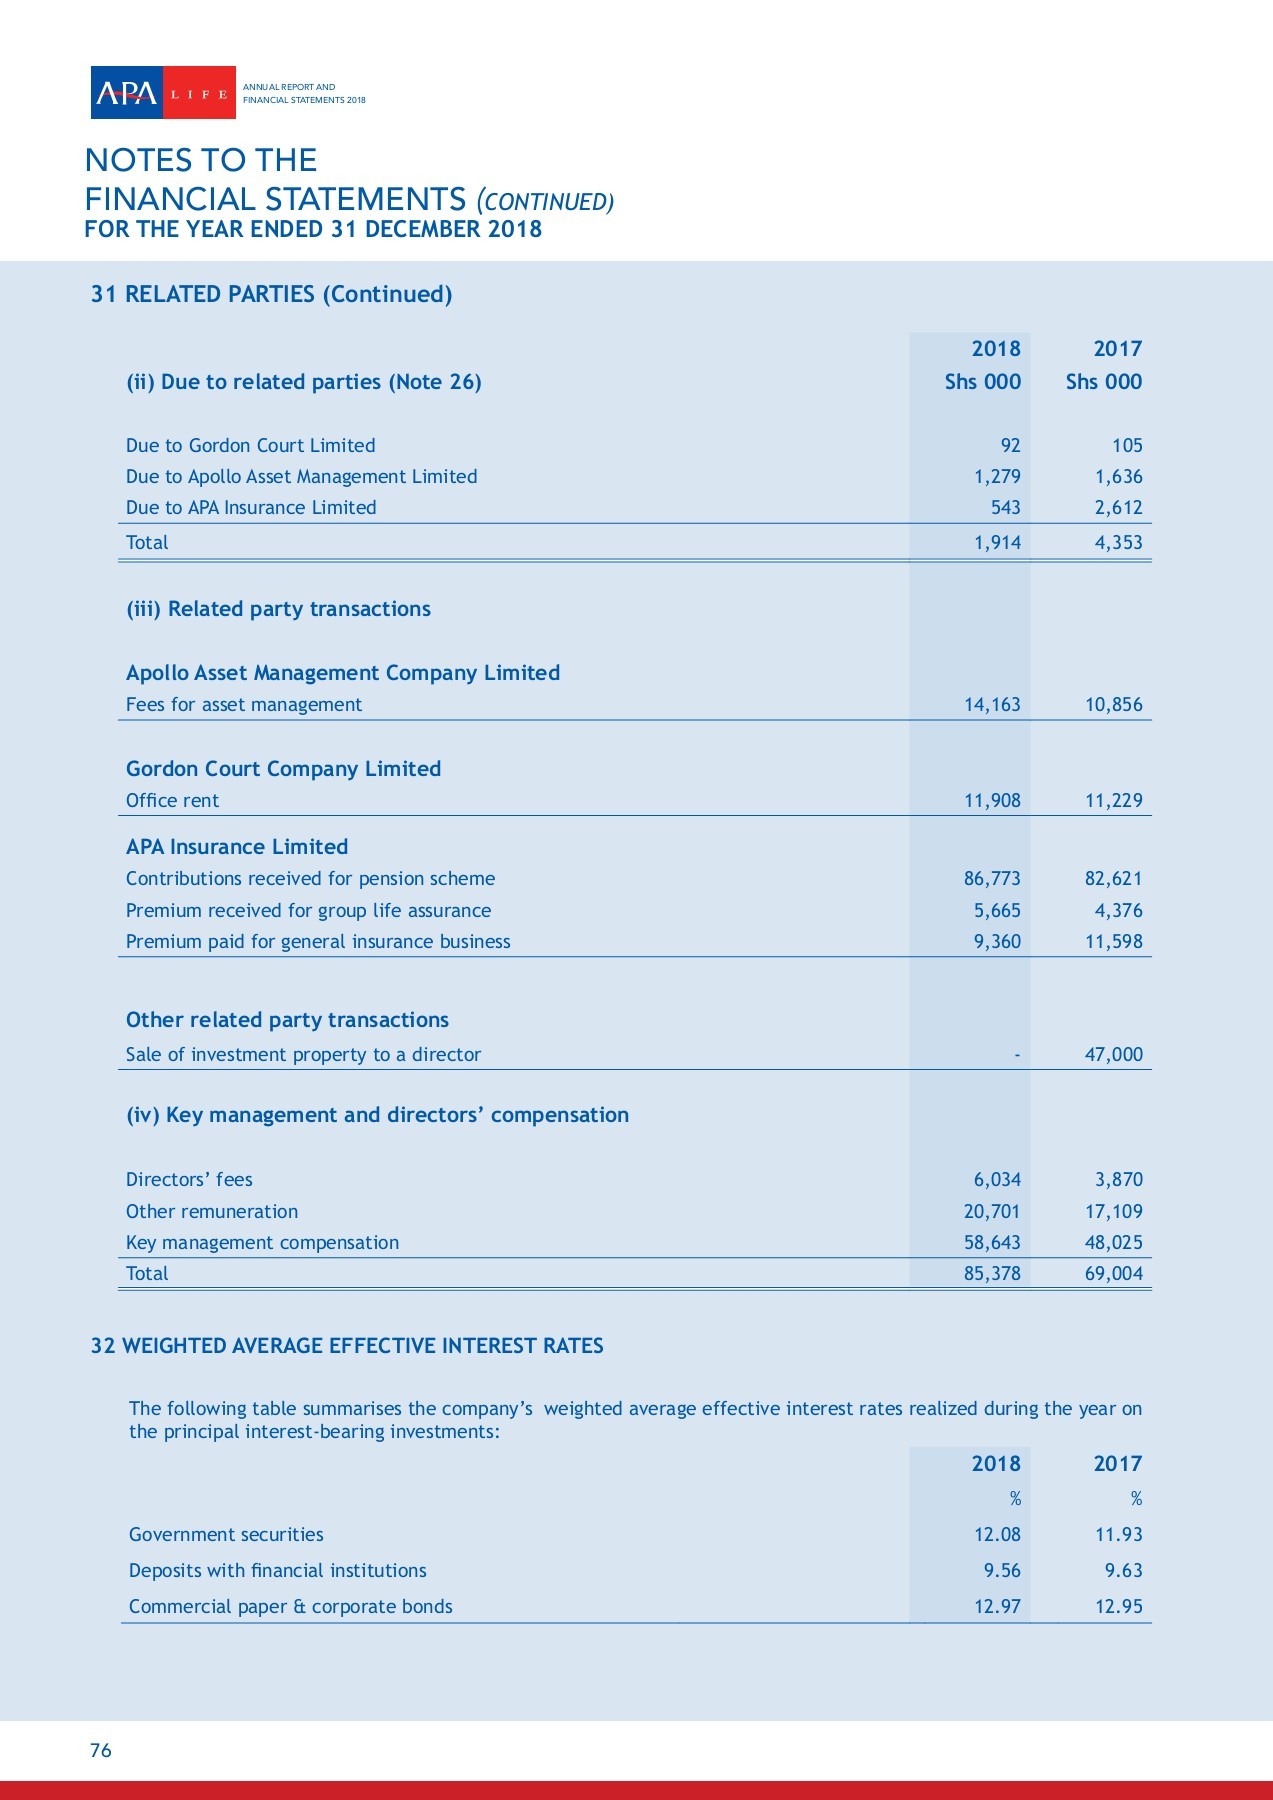 APA LIFE
ANNUAL REPORT AND
FINANCIAL STATEMENTS 2018
NOTES TO THE
FINANCIAL STATEMENTS (CONTINUED)
FOR THE YEAR ENDED 31 DECEMBER 2018
31 RELATED PARTIES (Continued)
2018 2017
(ii) Due to related parties (Note 26) Shs 000 Shs 000
Due to Gordon Court Limited 92 105
Due to Apollo Asset Management Limited 1,279 1,636
Due to APA Insurance Limited 543 2,612
Total 1,914 4,353
(iii) Related party transactions
Apollo Asset Management Company Limited
Fees for asset management 14,163 10,856
Gordon Court Company Limited
Office rent 11,908 11,229
APA Insurance Limited
Contributions received for pension scheme 86,773 82,621
Premium received for group life assurance 5,665 4,376
Premium paid for general insurance business 9,360 11,598
Other related party transactions
Sale of investment property to a director - 47,000
(iv) Key management and directors’ compensation
Directors’ fees 6,034 3,870
Other remuneration 20,701 17,109
Key management compensation 58,643 48,025
Total 85,378 69,004
32 WEIGHTED AVERAGE EFFECTIVE INTEREST RATES
The following table summarises the company’s weighted average effective interest rates realized during the year on
the principal interest-bearing investments:
2018 2017
% %
Government securities 12.08 11.93
Deposits with financial institutions 9.56 9.63
Commercial paper & corporate bonds 12.97 12.95
76